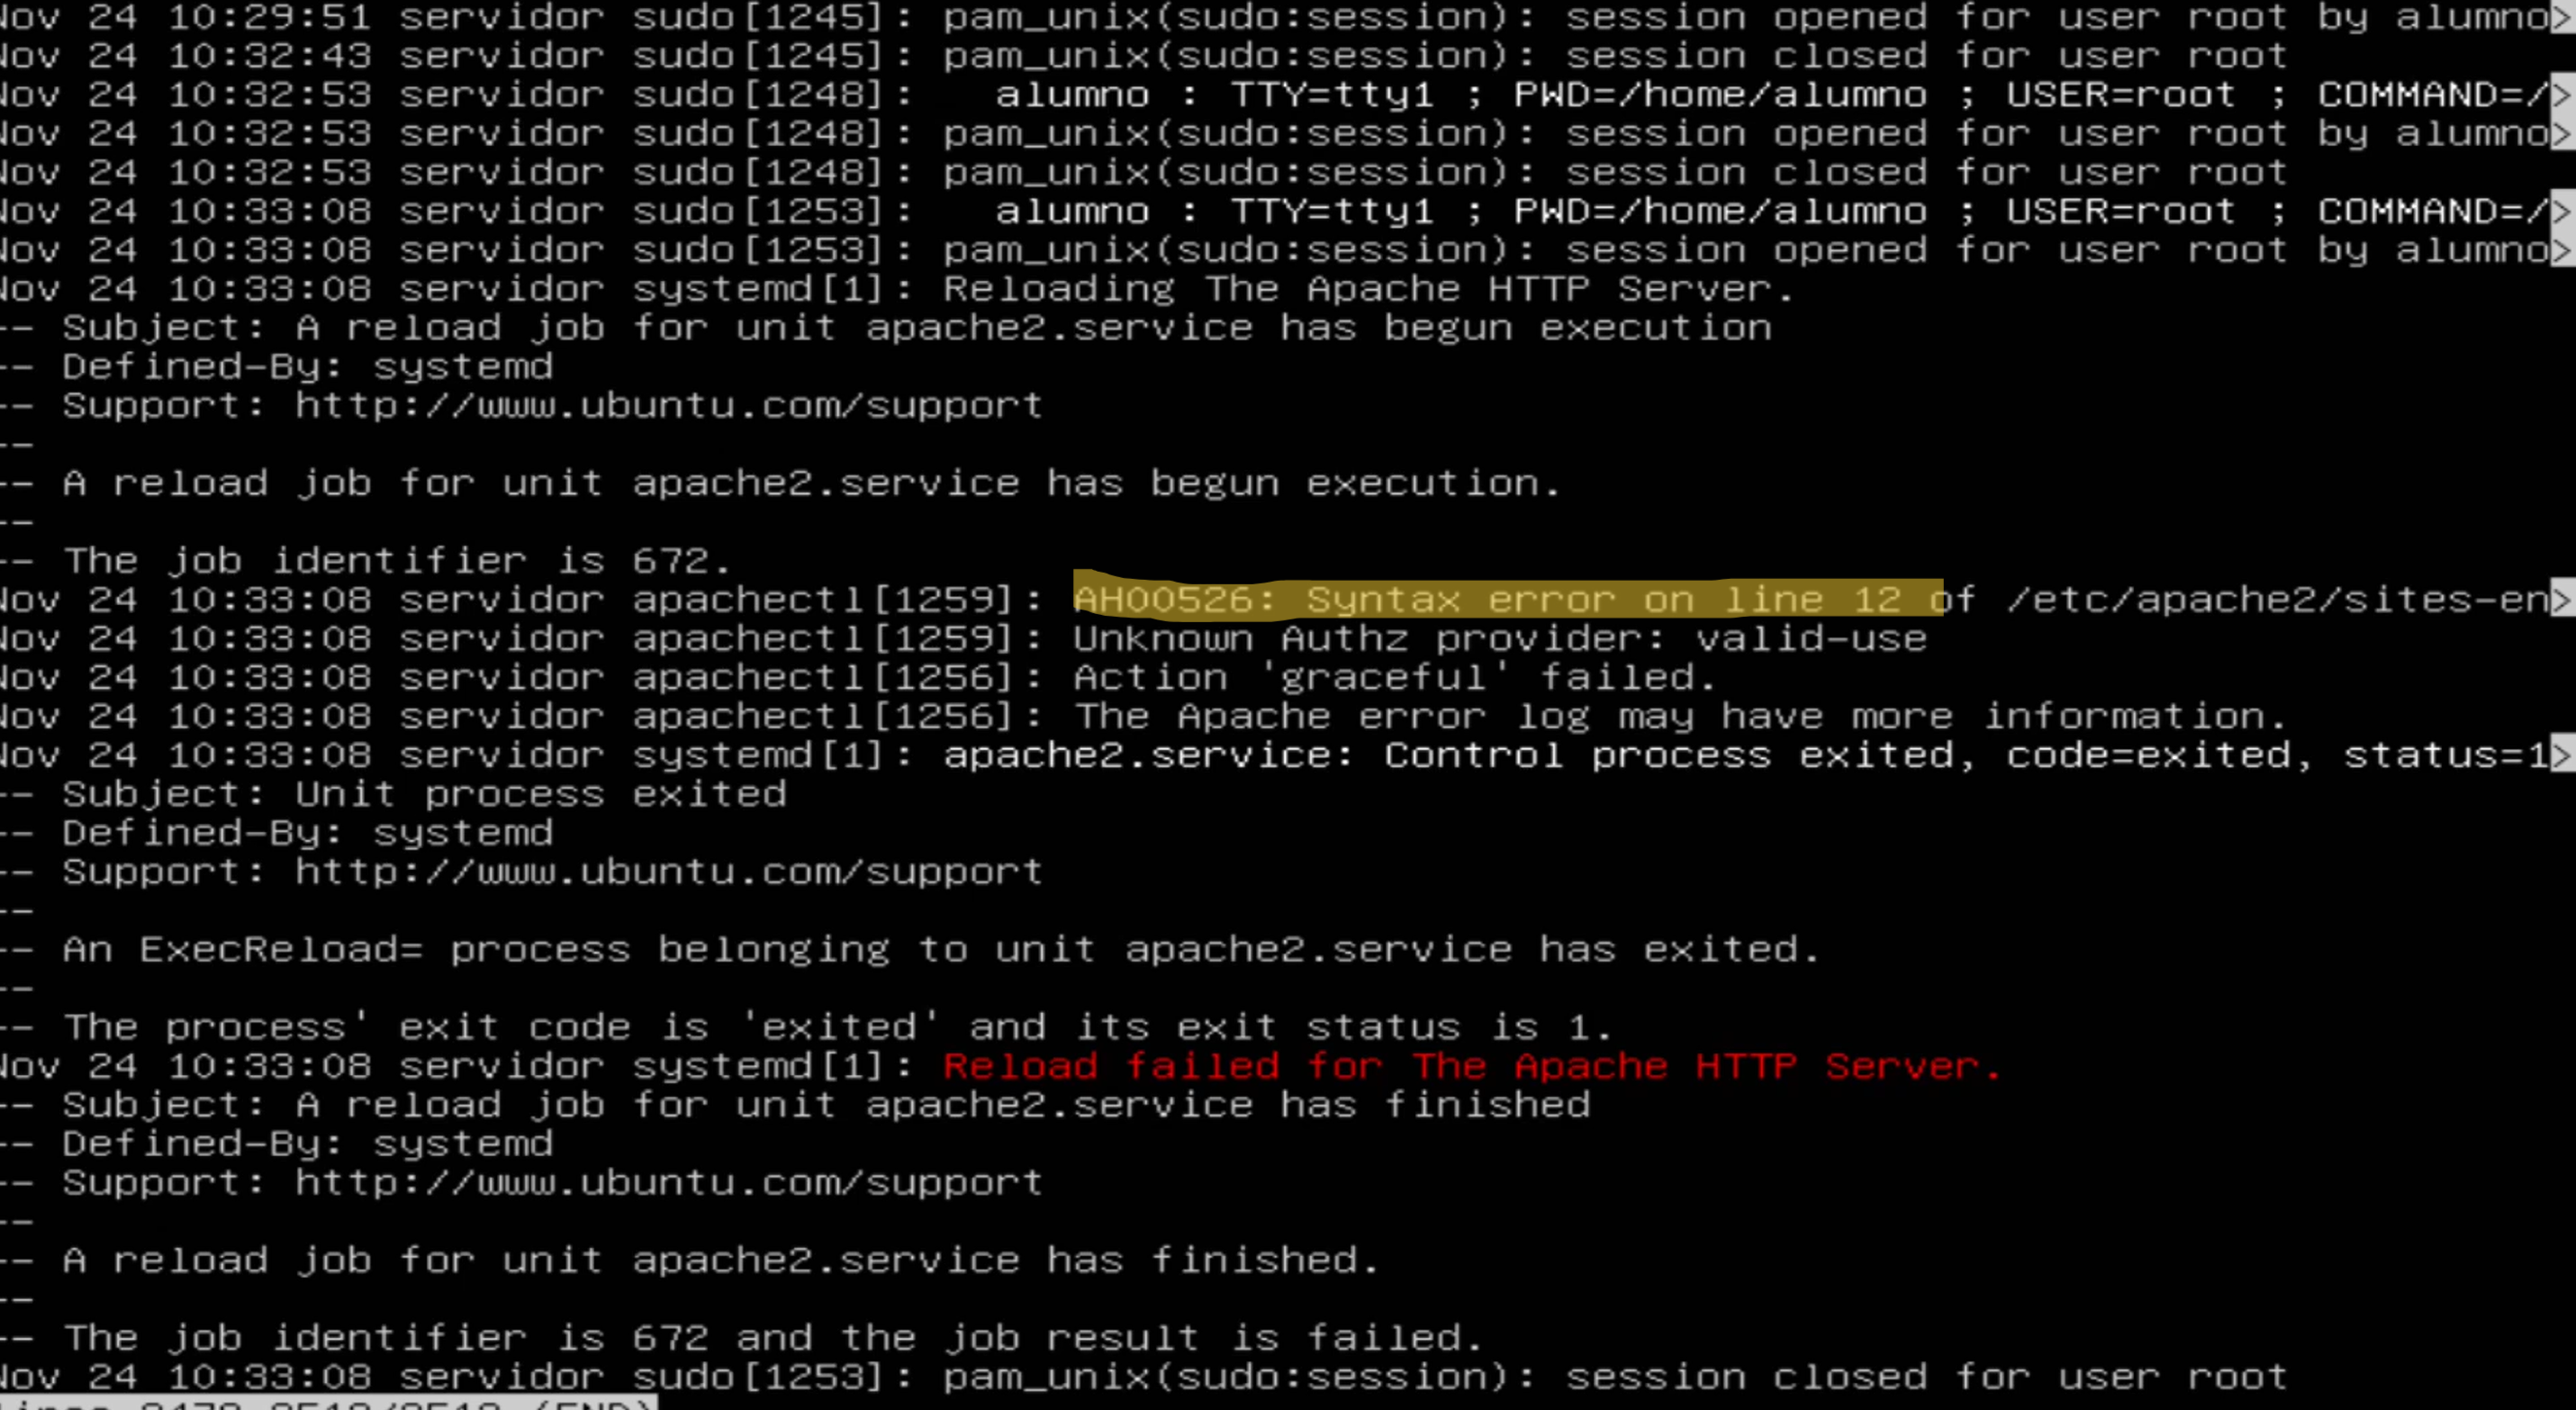 Nov 24 10:29:51 servidor sudo[1245]: pam_unix(sudo:session): session opened for user root by alumno>
Nov 24 10:32:43 servidor sudo[1245]: pam_unix(sudo:session): session closed for user root
Nov 24 10:32:53 servidor sudo[1248]:   alumno : TTY=tty1 ; PWD=/home/alumno ; USER=root ; COMMAND=/>
Nov 24 10:32:53 servidor sudo[1248]: pam_unix(sudo:session): session opened for user root by alumno>
Nov 24 10:32:53 servidor sudo[1248]: pam_unix(sudo:session): session closed for user root
Nov 24 10:33:08 servidor sudo[1253]:   alumno : TTY=tty1 ; PWD=/home/alumno ; USER=root ; COMMAND=/>
Nov 24 10:33:08 servidor sudo[1253]: pam_unix(sudo:session): session opened for user root by alumno>
Nov 24 10:33:08 servidor systemd[1]: Reloading The Apache HTTP Server.
-- Subject: A reload job for unit apache2.service has begun execution
-- Defined-By: systemd
-- Support: http://www.ubuntu.com/support
--
-- A reload job for unit apache2.service has begun execution.
--
-- The job identifier is 672.
Nov 24 10:33:08 servidor apachectl[1259]: AH00526: Syntax error on line 12 of /etc/apache2/sites-en>
Nov 24 10:33:08 servidor apachectl[1259]: Unknown Authz provider: valid-use
Nov 24 10:33:08 servidor apachectl[1256]: Action 'graceful' failed.
Nov 24 10:33:08 servidor apachectl[1256]: The Apache error log may have more information.
Nov 24 10:33:08 servidor systemd[1]: apache2.service: Control process exited, code=exited, status=1>
-- Subject: Unit process exited
-- Defined-By: systemd
-- Support: http://www.ubuntu.com/support
--
-- An ExecReload= process belonging to unit apache2.service has exited.
--
-- The process' exit code is 'exited' and its exit status is 1.
Nov 24 10:33:08 servidor systemd[1]: Reload failed for The Apache HTTP Server.
-- Subject: A reload job for unit apache2.service has finished
-- Defined-By: systemd
-- Support: http://www.ubuntu.com/support
--
-- A reload job for unit apache2.service has finished.
--
-- The job identifier is 672 and the job result is failed.
Nov 24 10:33:08 servidor sudo[1253]: pam_unix(sudo:session): session closed for user root
(END)